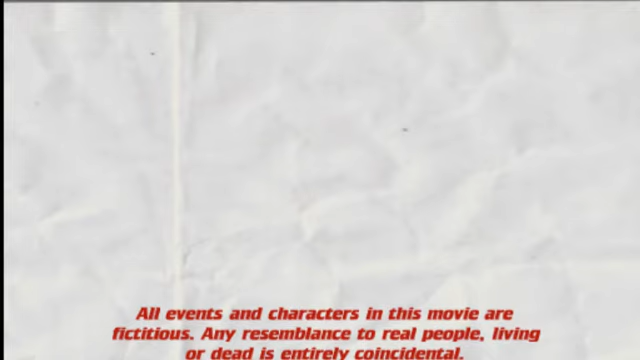 All events and characters in this movie are
fictitious. Any resemblance to real people, living
or dead is entirely coincidental.